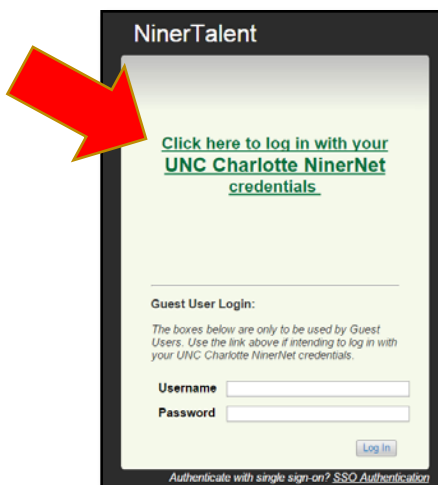 NinerTalent
Click here to log in with your
UNC Charlotte NinerNet
credentials
Guest User Login:
The boxes below are only to be used by Guest
Users. Use the link above if intending to log in with
your UNC Charlotte NinerNet credentials.
Username
Password
Log In
Authenticate with single sign-on? SSO Authentication